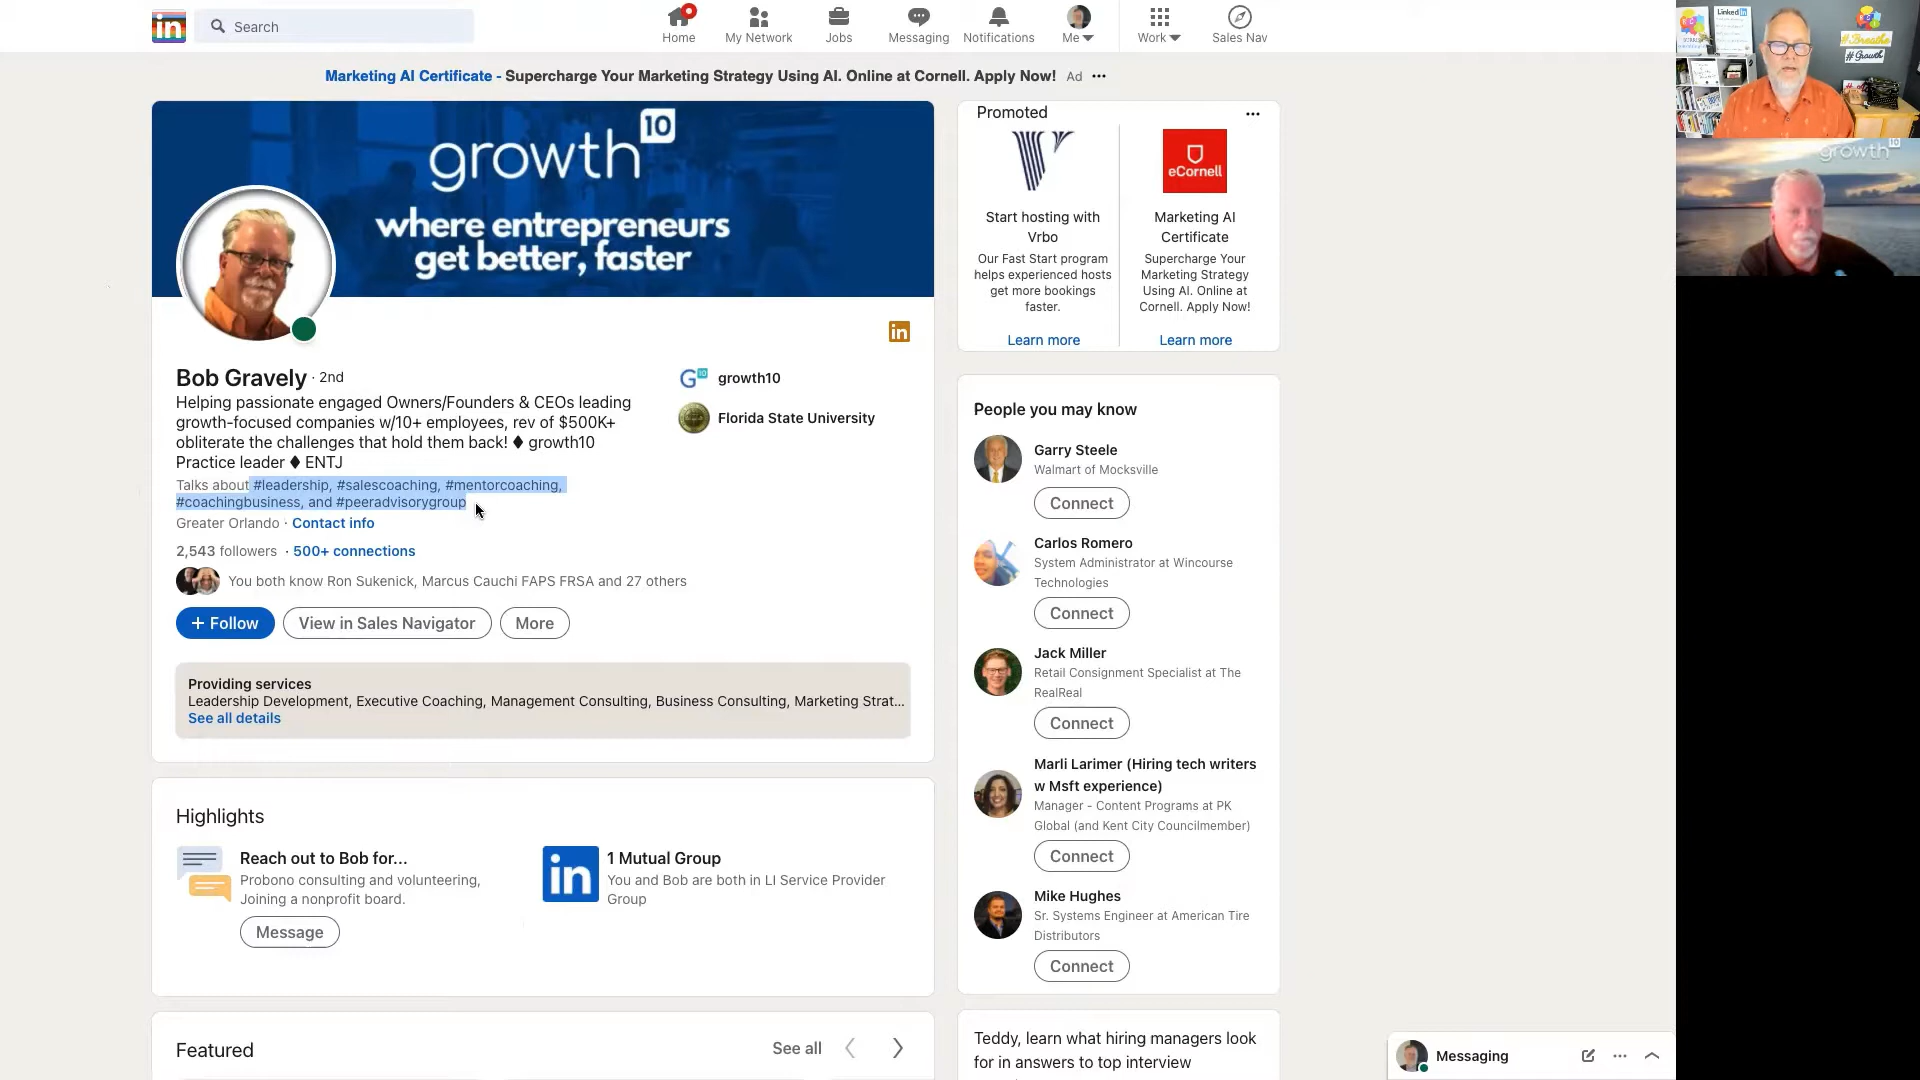 in
Search
Home
My Network
Jobs
Messaging
Notifications
Me
Work
Sales Nav
Marketing AI Certificate - Supercharge Your Marketing Strategy Using AI. Online at Cornell. Apply Now! Ad
growth10
where entrepreneurs
get better, faster
in
Bob Gravely · 2nd
Helping passionate engaged Owners/Founders & CEOs leading
growth-focused companies w/10+ employees, rev of $500K+
obliterate the challenges that hold them back! ♦ growth10
Practice leader ♦ ENTJ
Talks about #leadership, #salescoaching, #mentorcoaching,
#coachingbusiness, and #peeradvisorygroup
Greater Orlando · Contact info
2,543 followers · 500+ connections
You both know Ron Sukenick, Marcus Cauchi FAPS FRSA and 27 others
+ Follow
View in Sales Navigator
More
G10 growth10
Florida State University
Providing services
Leadership Development, Executive Coaching, Management Consulting, Business Consulting, Marketing Strat...
See all details
Highlights
Reach out to Bob for...
Probono consulting and volunteering,
Joining a nonprofit board.
Message
in
1 Mutual Group
You and Bob are both in LI Service Provider
Group
Featured
See all
Promoted
Start hosting with
Vrbo
Our Fast Start program
helps experienced hosts
get more bookings
faster.
Learn more
eCornell
Marketing AI
Certificate
Supercharge Your
Marketing Strategy
Using AI. Online at
Cornell. Apply Now!
Learn more
People you may know
Garry Steele
Walmart of Mocksville
Connect
Carlos Romero
System Administrator at Wincourse
Technologies
Connect
Jack Miller
Retail Consignment Specialist at The
RealReal
Connect
Marli Larimer (Hiring tech writers
w Msft experience)
Manager - Content Programs at PK
Global (and Kent City Councilmember)
Connect
Mike Hughes
Sr. Systems Engineer at American Tire
Distributors
Connect
Teddy, learn what hiring managers look
for in answers to top interview
Messaging
Linked in
#Breathe
#Growth
growth10